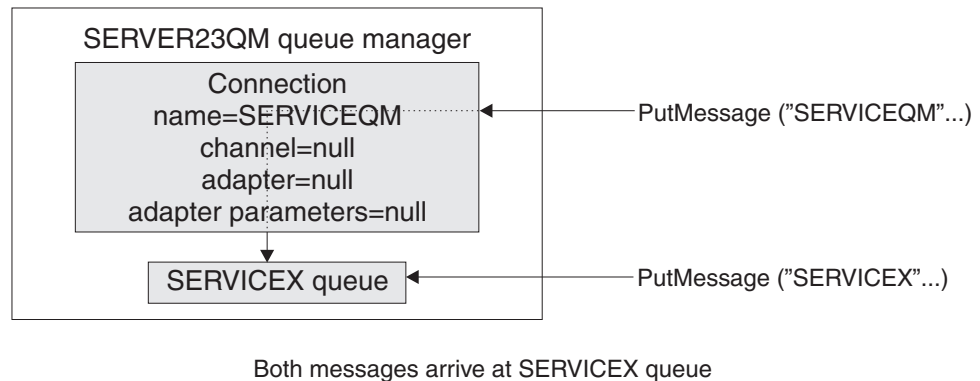 SERVER23QM queue manager
Connection
name=SERVICEQM
channel=null
adapter=null
adapter parameters=null
PutMessage (”SERVICEQM”...)
SERVICEX queue
PutMessage (”SERVICEX”...)
Both messages arrive at SERVICEX queue